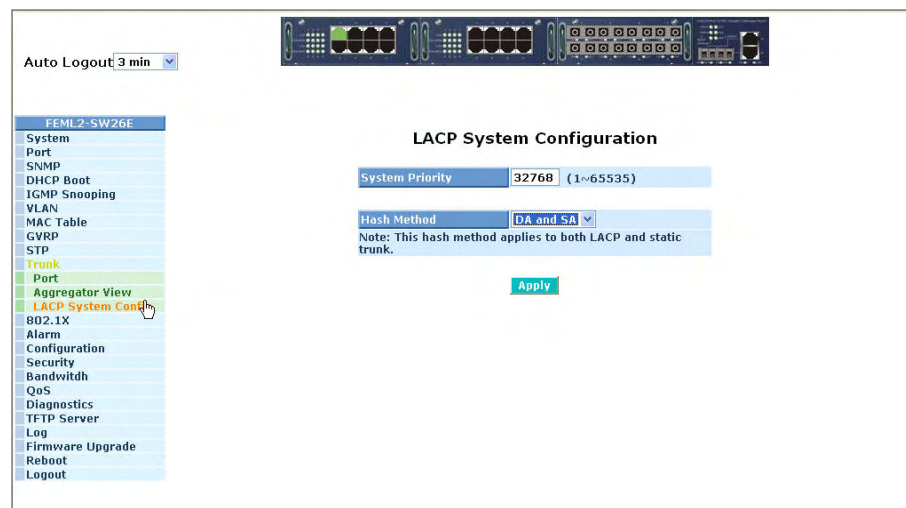 Auto Logout 3 min
FEML2-SW26E
System
Port
SNMP
DHCP Boot
IGMP Snooping
VLAN
MAC Table
GVRP
STP
Trunk
Port
Aggregator View
LACP System Config
802.1X
Alarm
Configuration
Security
Bandwitdh
QoS
Diagnostics
TFTP Server
Log
Firmware Upgrade
Reboot
Logout
LACP System Configuration
System Priority 32768 (1~65535)
Hash Method DA and SA
Note: This hash method applies to both LACP and static
trunk.
Apply